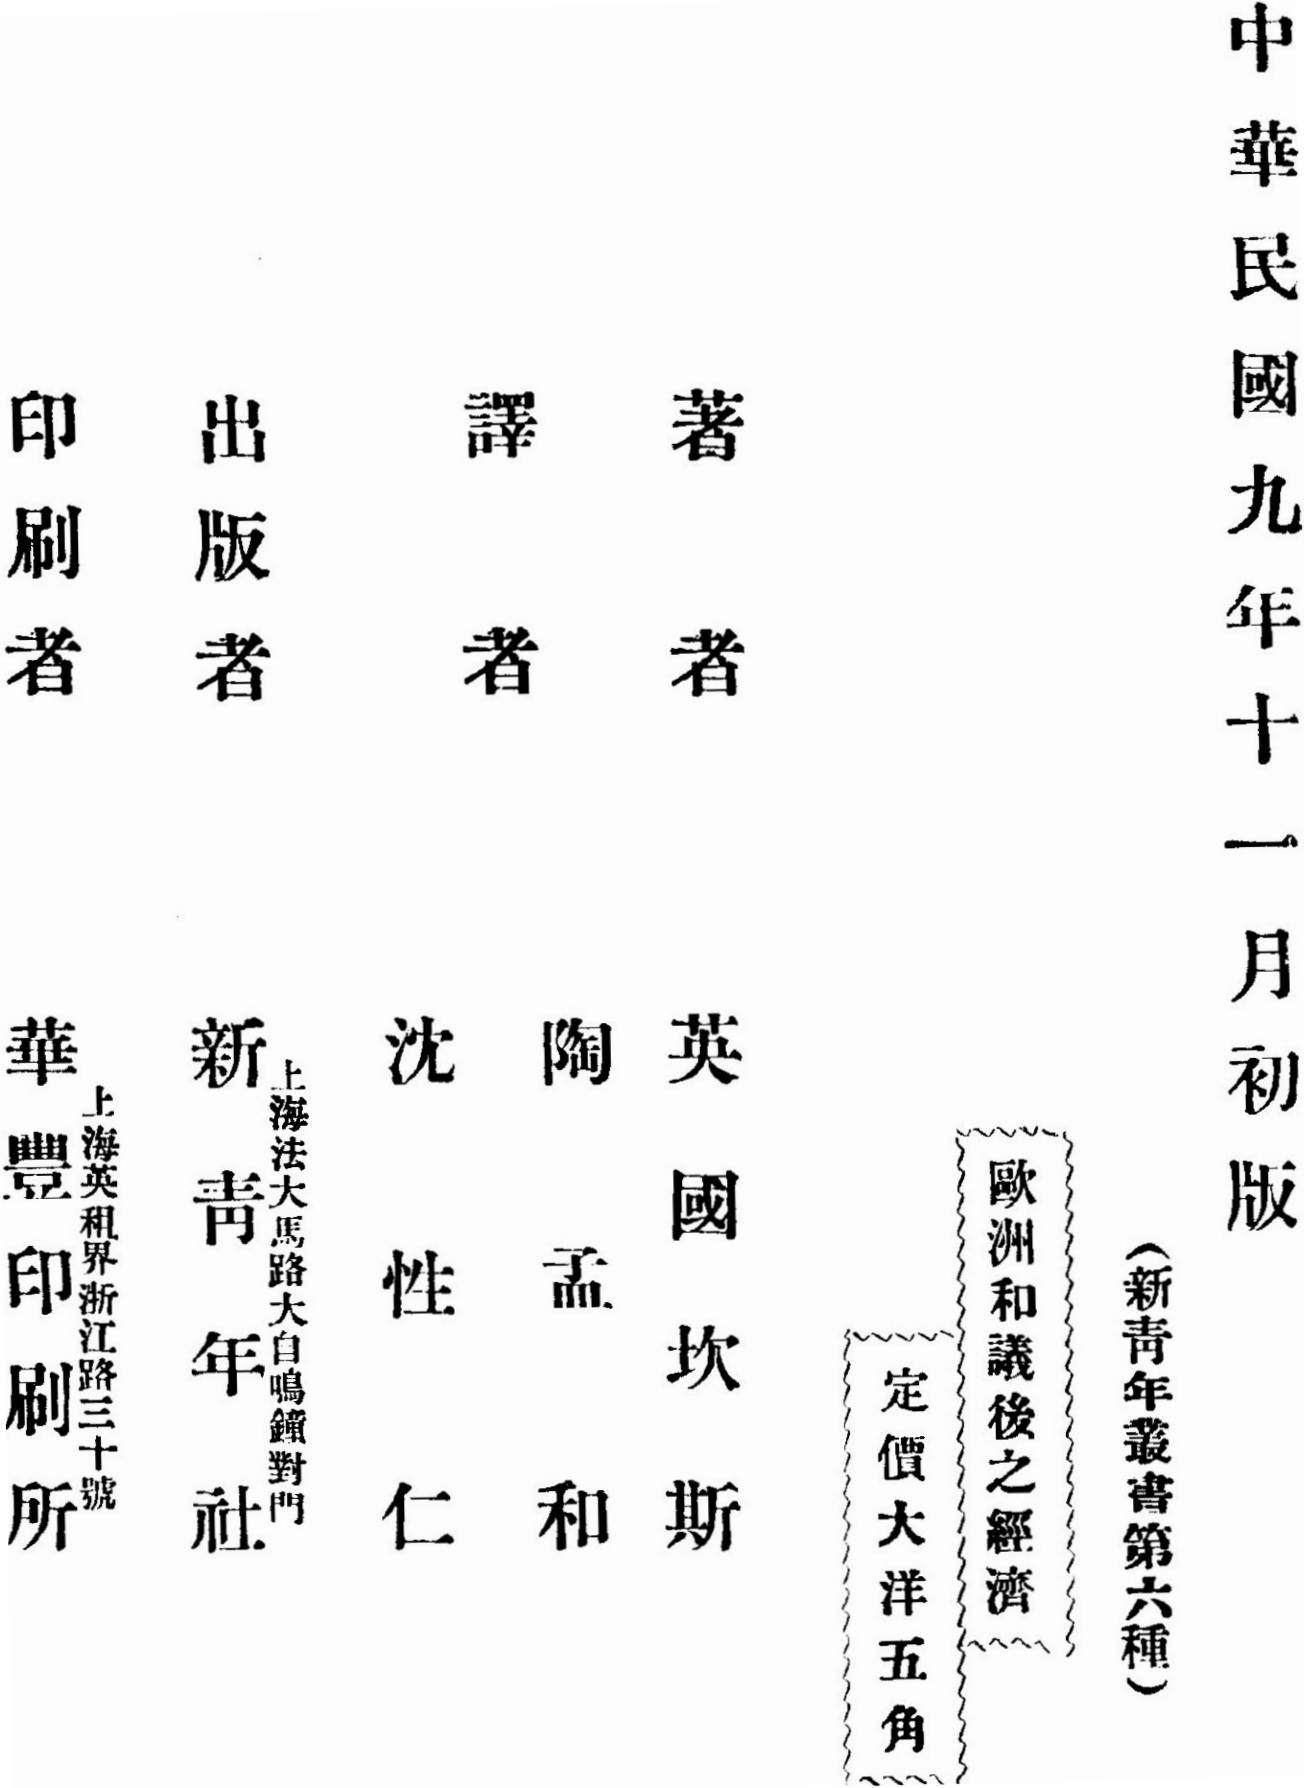 中華民國九年十一月初版
（新青年叢書第六種）
歐洲和議後之經濟
定價大洋五角
著者
英國坎斯
譯者
陶孟和
沈性仁
出版者
上海法大馬路大自鳴鐘對門
新青年社
印刷者
上海英租界浙江路三十號
華豐印刷所